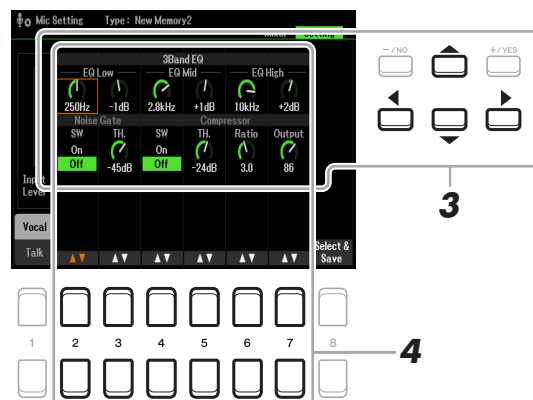 Mic Setting Type : New Memory2
Mixer Setting
3Band EQ
EQ Low EQ Mid EQ High
250Hz -1dB 2.8kHz +1dB 10kHz +2dB
Noise Gate Compressor
SW TH. SW TH. Ratio Output
On On
Off -45dB Off -24dB 3.0 86
Input
Level
Vocal
Talk
Select &
Save
-/NO +/YES
3
1 2 3 4 5 6 7 8
4